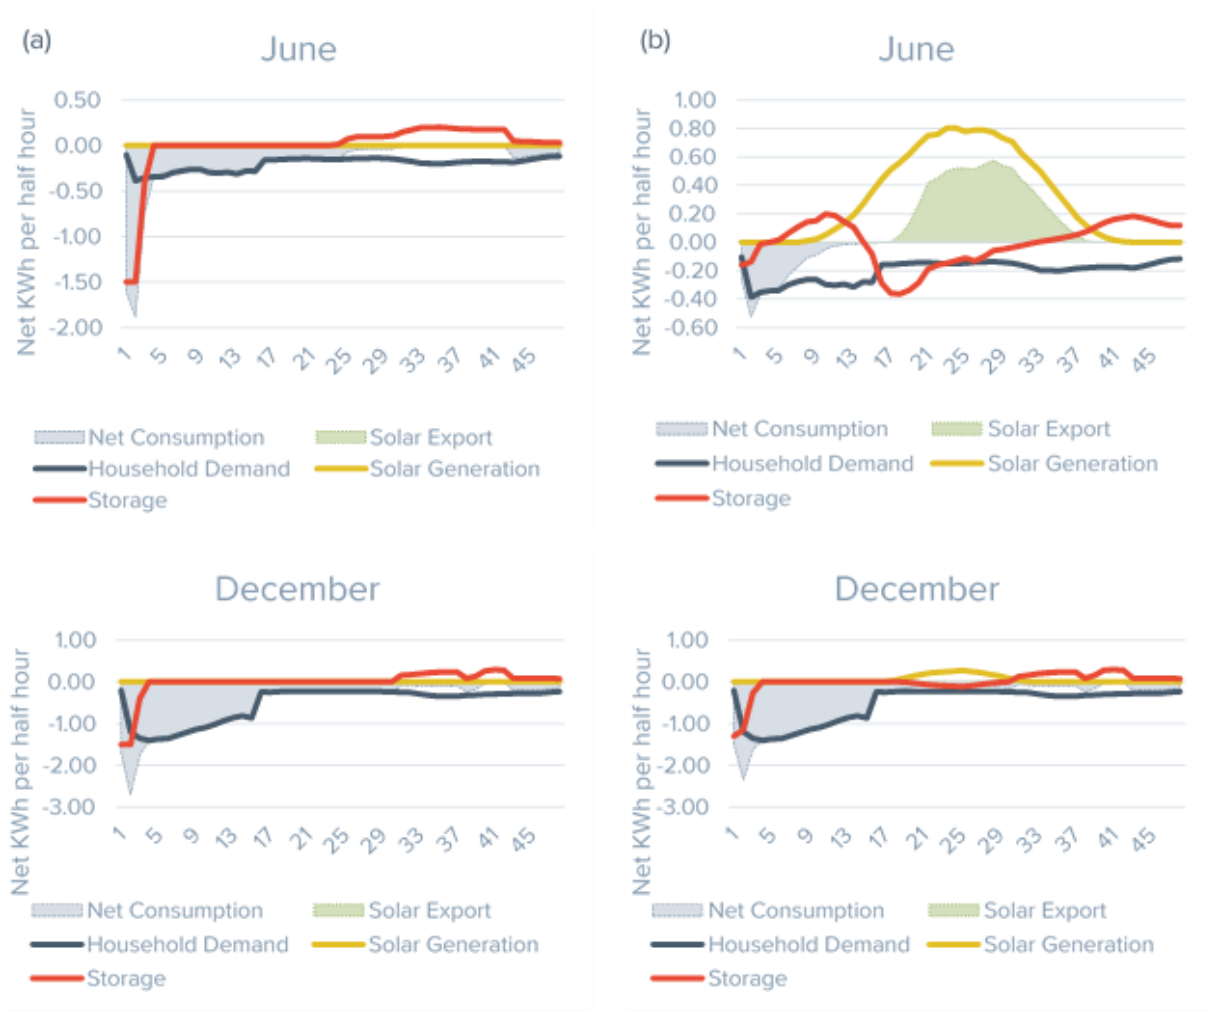 (a)
June
Net KWh per half hour
0.50
0.00
-0.50
-1.00
-1.50
-2.00
1 5 9 13 17 21 25 29 33 37 41 45
Net Consumption Solar Export
Household Demand Solar Generation
Storage
(b)
June
Net KWh per half hour
1.00
0.80
0.60
0.40
0.20
0.00
-0.20
-0.40
-0.60
1 5 9 13 17 21 25 29 33 37 41 45
Net Consumption Solar Export
Household Demand Solar Generation
Storage
December
Net KWh per half hour
1.00
0.00
-1.00
-2.00
-3.00
1 5 9 13 17 21 25 29 33 37 41 45
Net Consumption Solar Export
Household Demand Solar Generation
Storage
December
Net KWh per half hour
1.00
0.00
-1.00
-2.00
-3.00
1 5 9 13 17 21 25 29 33 37 41 45
Net Consumption Solar Export
Household Demand Solar Generation
Storage